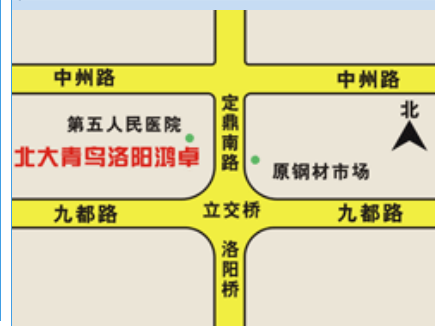 中州路
中州路
定鼎南路
北
第五人民医院
北大青鸟洛阳鸿卓
原钢材市场
九都路
立交桥
九都路
洛阳桥